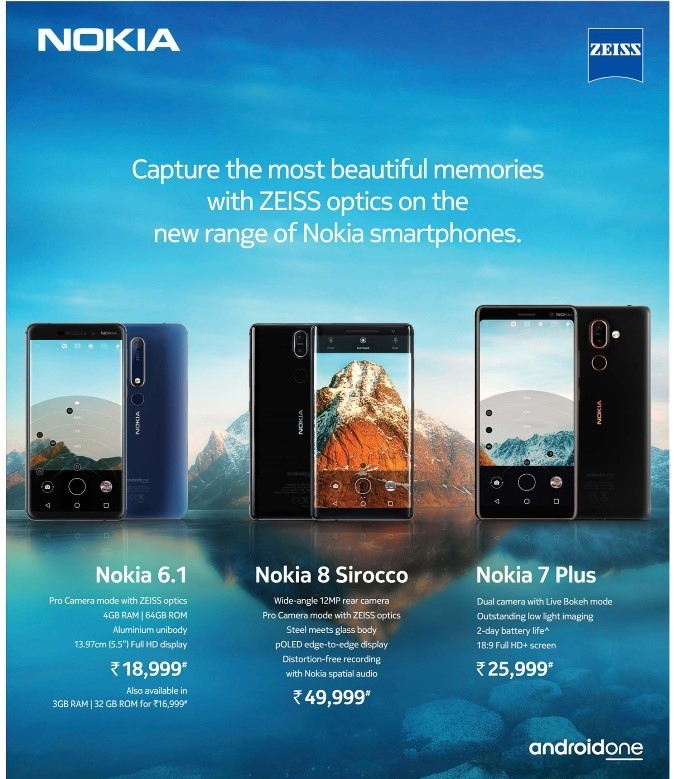 NOKIA
ZEISS
Capture the most beautiful memories
with ZEISS optics on the
new range of Nokia smartphones.
NOKIA
NOKIA
NOKIA
NOKIA
NOKIA
Nokia 6.1
Pro Camera mode with ZEISS optics
4GB RAM | 64GB ROM
Aluminium unibody
13.97cm (5.5") Full HD display
₹18,999#
Also available in
3GB RAM | 32 GB ROM for ₹16,999#
Nokia 8 Sirocco
Wide-angle 12MP rear camera
Pro Camera mode with ZEISS optics
Steel meets glass body
pOLED edge-to-edge display
Distortion-free recording
with Nokia spatial audio
₹49,999#
Nokia 7 Plus
Dual camera with Live Bokeh mode
Outstanding low light imaging
2-day battery life^
18:9 Full HD+ screen
₹25,999#
androidone